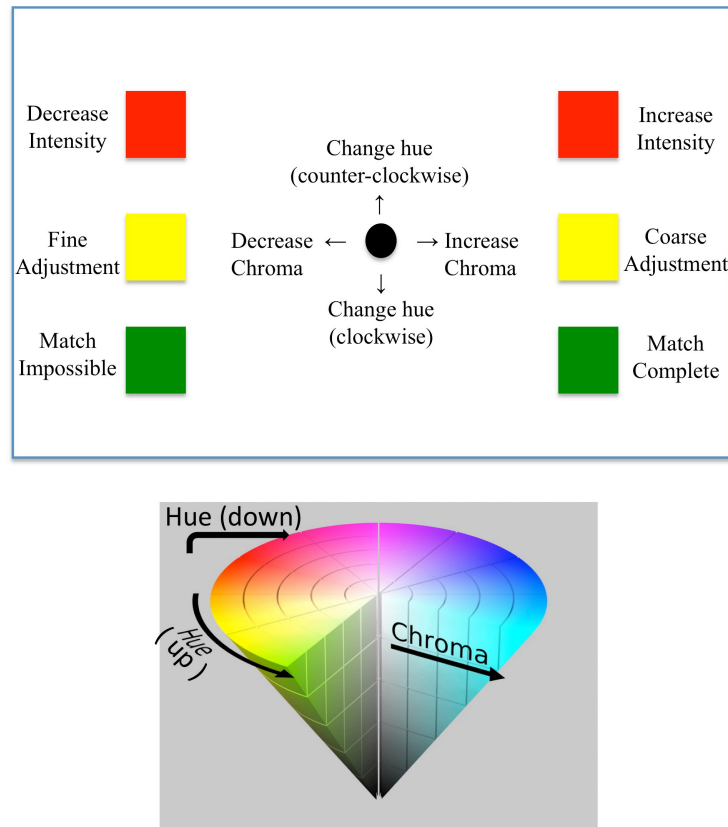 Decrease
Intensity
Increase
Intensity
Change hue
(counter-clockwise)
↑
Fine
Adjustment
Decrease ←
Chroma
→ Increase
Chroma
Coarse
Adjustment
↓
Change hue
(clockwise)
Match
Impossible
Match
Complete
Hue (down)
Hue
(up)
Chroma